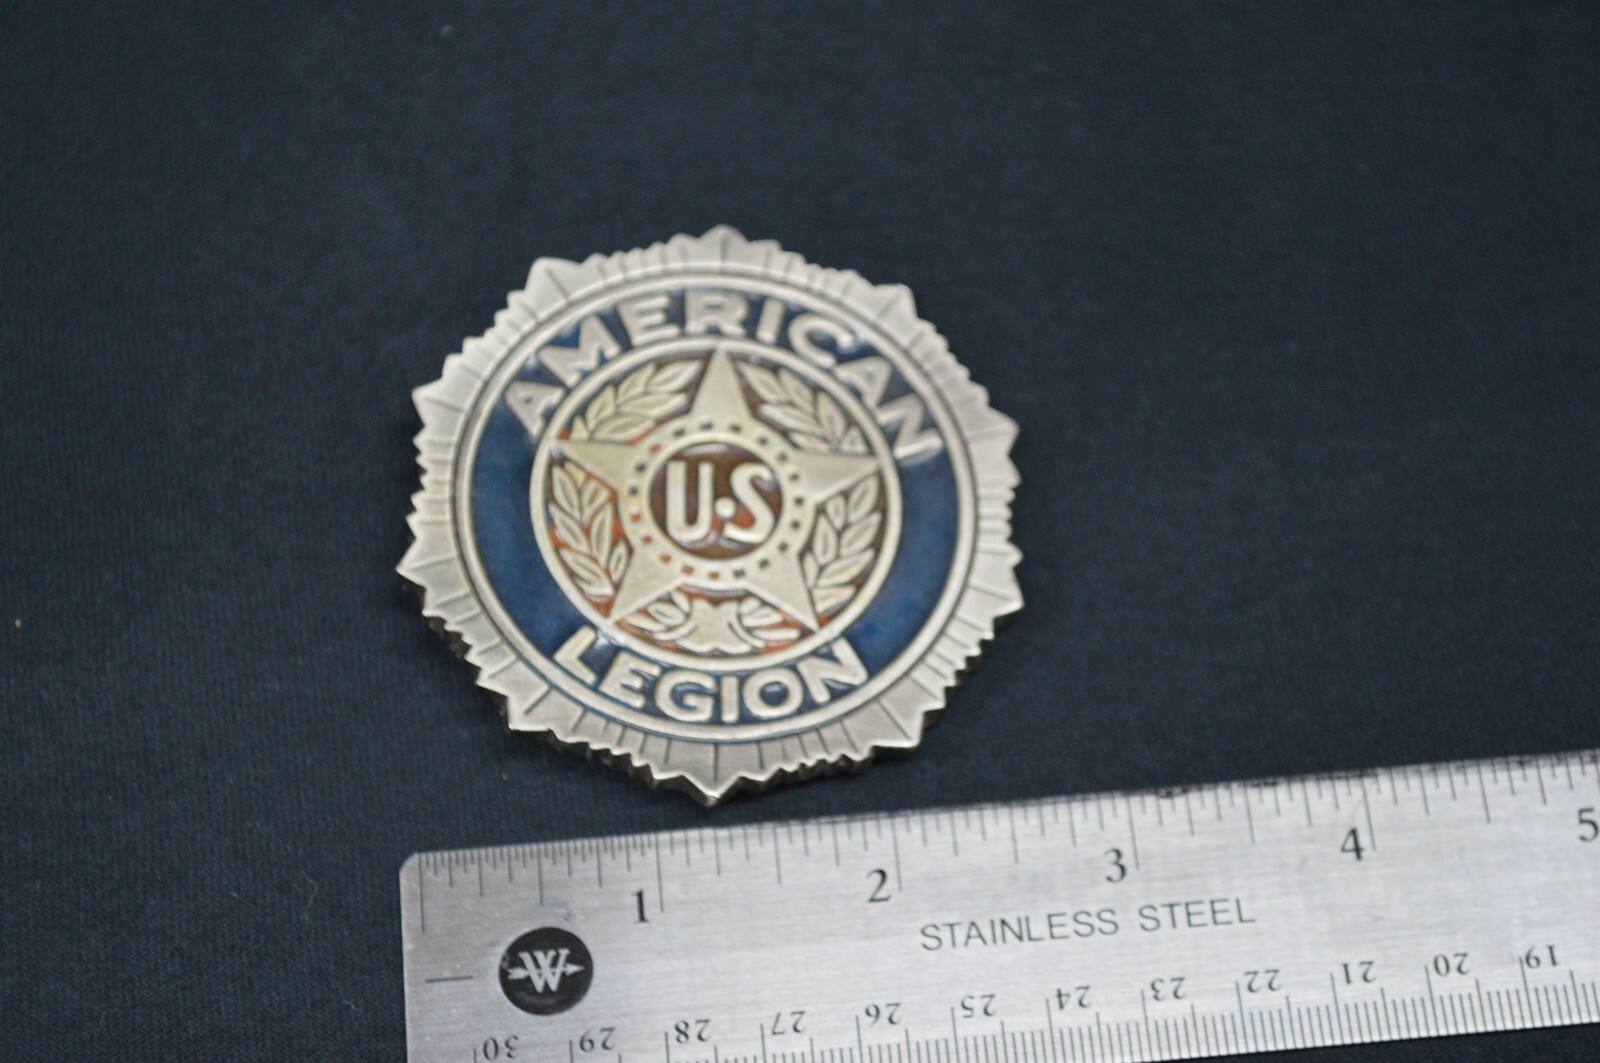 AMERICAN
U.S
LEGION
1 2 3 4 5
STAINLESS STEEL
W
30 29 28 27 26 25 24 23 22 21 20 19